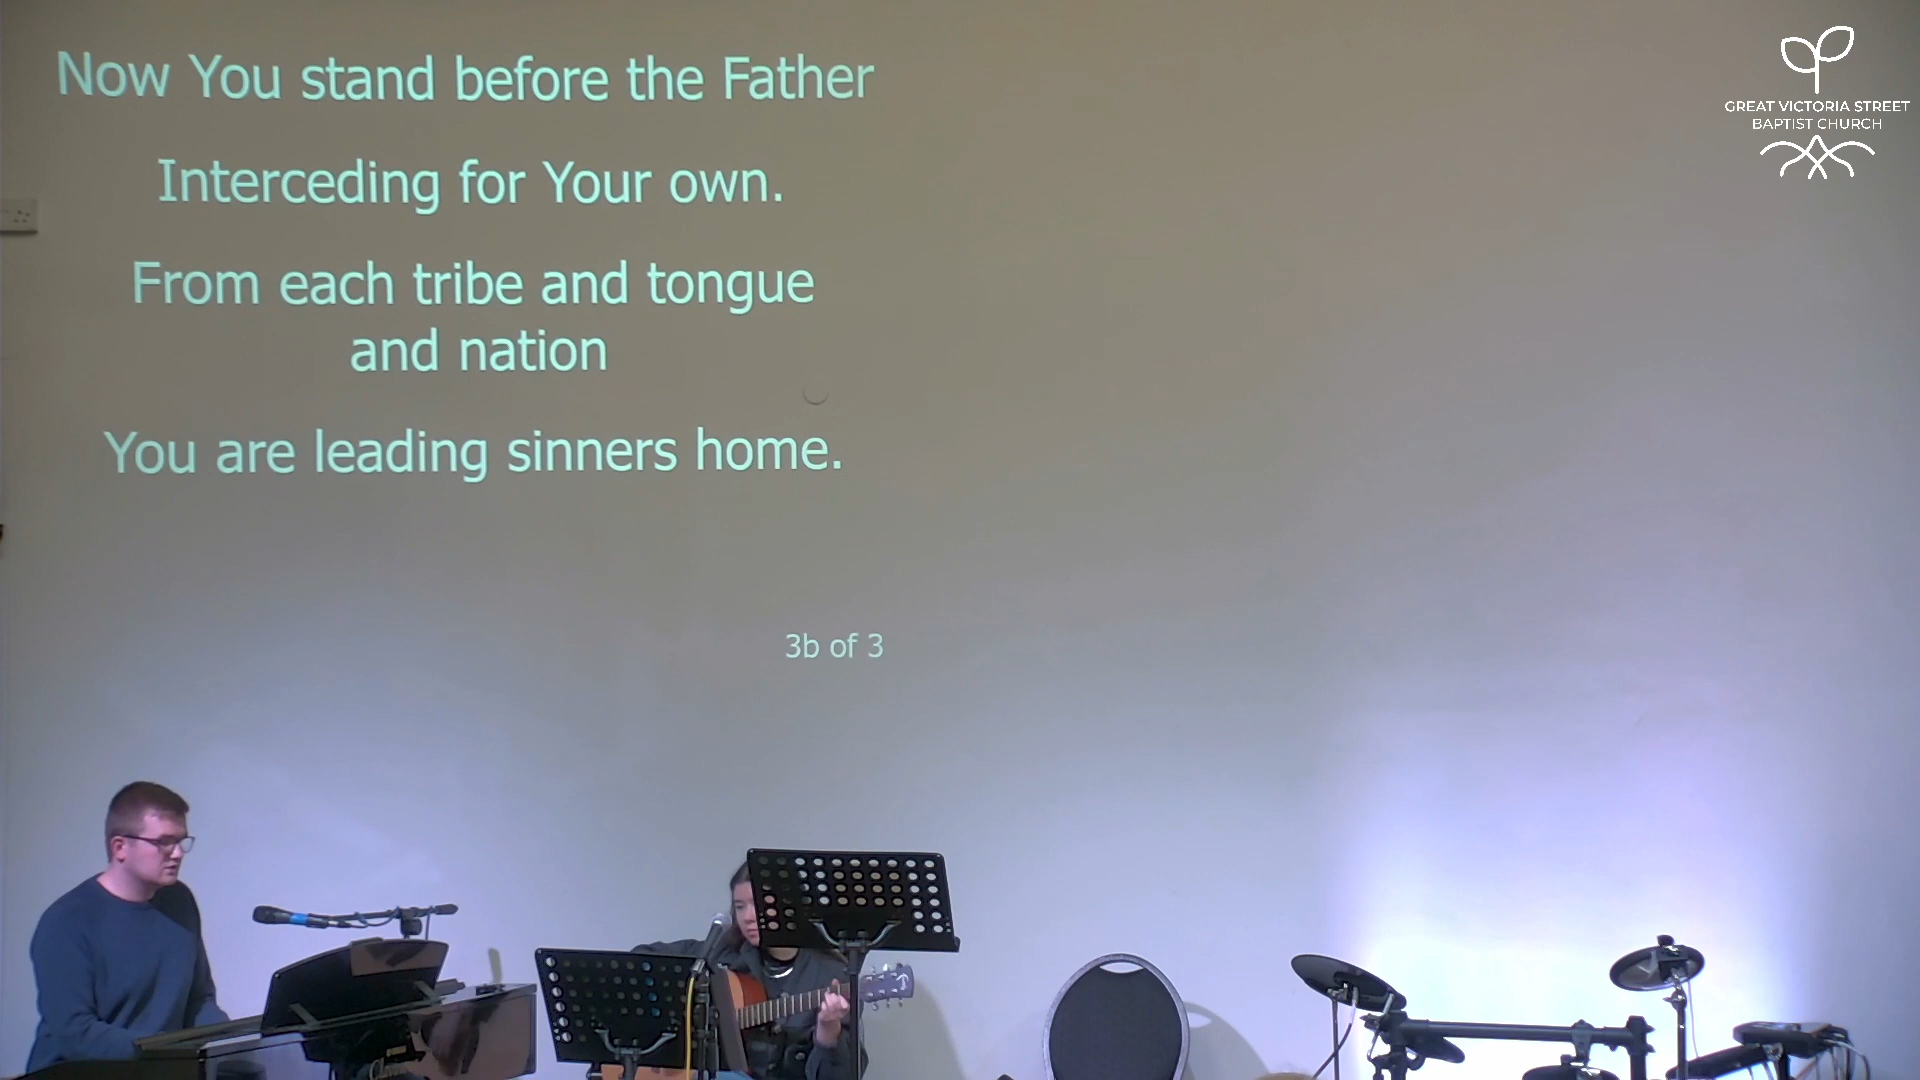 Now You stand before the Father
Interceding for Your own.
From each tribe and tongue
and nation
You are leading sinners home.
3b of 3
GREAT VICTORIA STREET
BAPTIST CHURCH